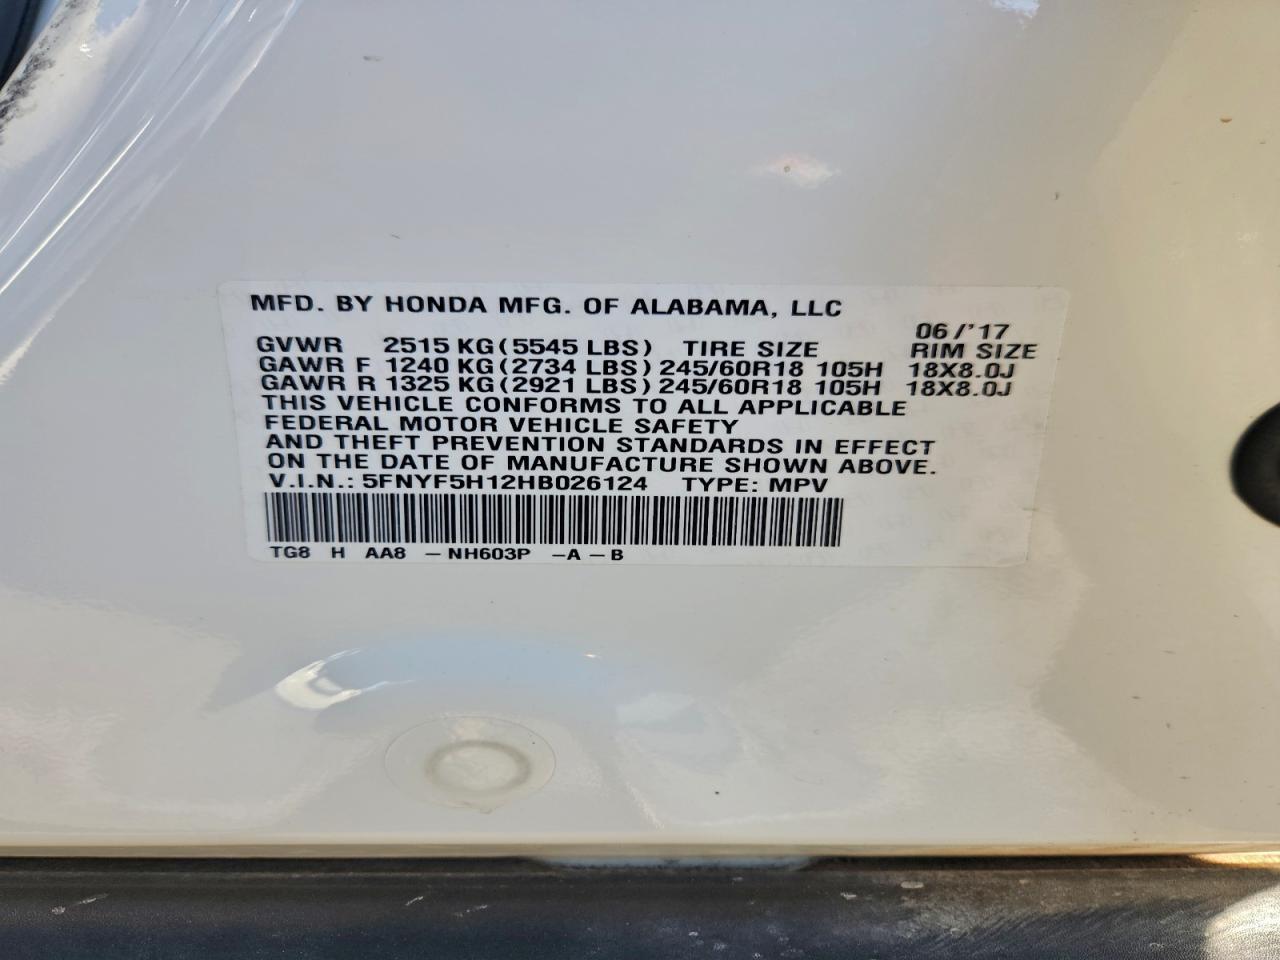 MFD. BY HONDA MFG. OF ALABAMA, LLC
06/'17
GVWR 2515 KG(5545 LBS) TIRE SIZE RIM SIZE
GAWR F 1240 KG(2734 LBS) 245/60R18 105H 18X8.0J
GAWR R 1325 KG(2921 LBS) 245/60R18 105H 18X8.0J
THIS VEHICLE CONFORMS TO ALL APPLICABLE
FEDERAL MOTOR VEHICLE SAFETY
AND THEFT PREVENTION STANDARDS IN EFFECT
ON THE DATE OF MANUFACTURE SHOWN ABOVE.
V.I.N.: 5FNYF5H12HB026124 TYPE: MPV
TG8 H AA8 - NH603P -A-B